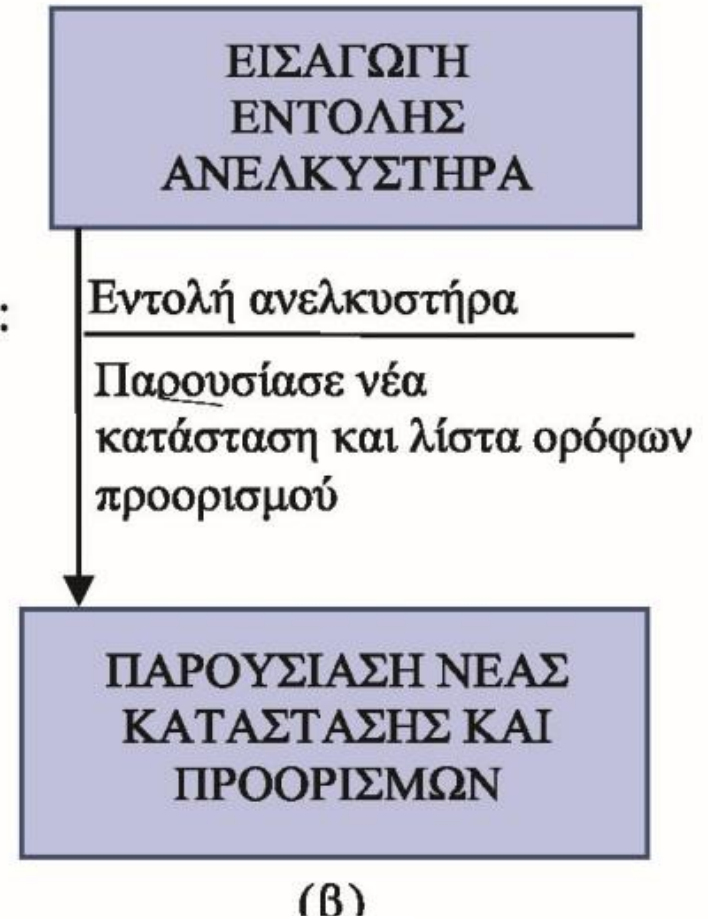 ΕΙΣΑΓΩΓΗ
ΕΝΤΟΛΗΣ
ΑΝΕΛΚΥΣΤΗΡΑ
: Εντολή ανελκυστήρα
Παρουσίασε νέα
κατάσταση και λίστα ορόφων
προορισμού
ΠΑΡΟΥΣΙΑΣΗ ΝΕΑΣ
ΚΑΤΑΣΤΑΣΗΣ ΚΑΙ
ΠΡΟΟΡΙΣΜΩΝ
(β)